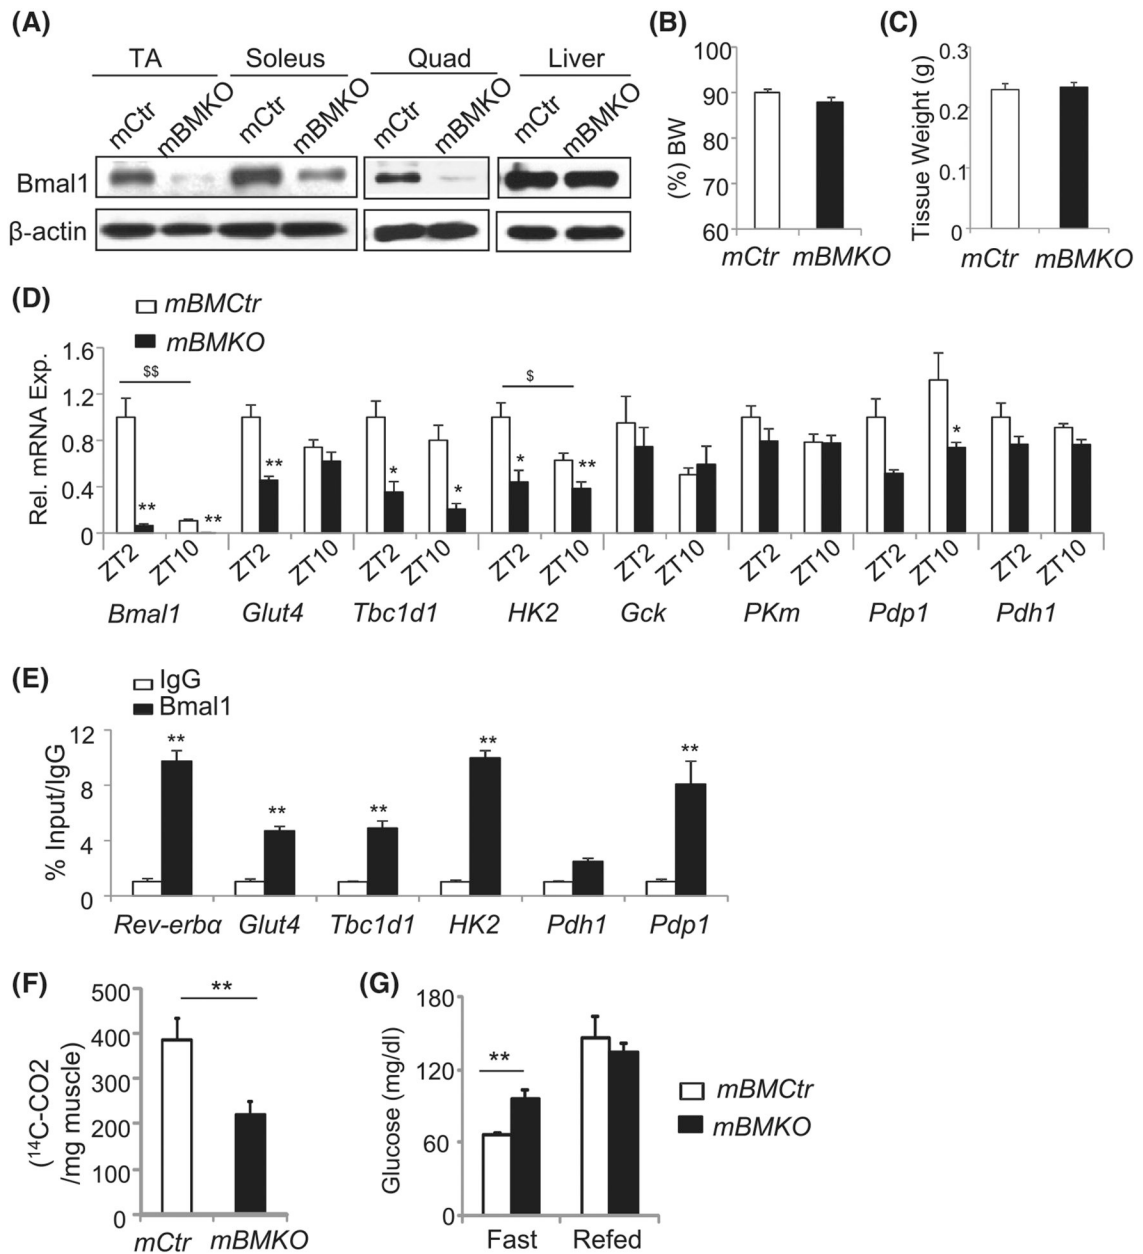 (A)
TA Soleus Quad Liver
mCtr mBMKO mCtr mBMKO mCtr mBMKO mCtr mBMKO
Bmal1
β-actin
(B)
100
90
80
70
60
(%) BW
mCtr mBMKO
(C)
0.3
0.2
0.1
0
Tissue Weight (g)
mCtr mBMKO
(D)
mBMCtr
mBMKO
Rel. mRNA Exp.
1.6
1.2
0.8
0.4
0
$$
$
** ** ** * * * ** *
ZT2 ZT10 ZT2 ZT10 ZT2 ZT10 ZT2 ZT10 ZT2 ZT10 ZT2 ZT10 ZT2 ZT10 ZT2 ZT10
Bmal1 Glut4 Tbc1d1 HK2 Gck PKm Pdp1 Pdh1
(E)
IgG
Bmal1
% Input/IgG
12
8
4
0
** ** ** ** **
Rev-erbα Glut4 Tbc1d1 HK2 Pdh1 Pdp1
(F)
500
400
300
200
100
0
(¹⁴C-CO2
/mg muscle)
**
mCtr mBMKO
(G)
180
120
60
0
Glucose (mg/dl)
**
Fast Refed
mBMCtr
mBMKO